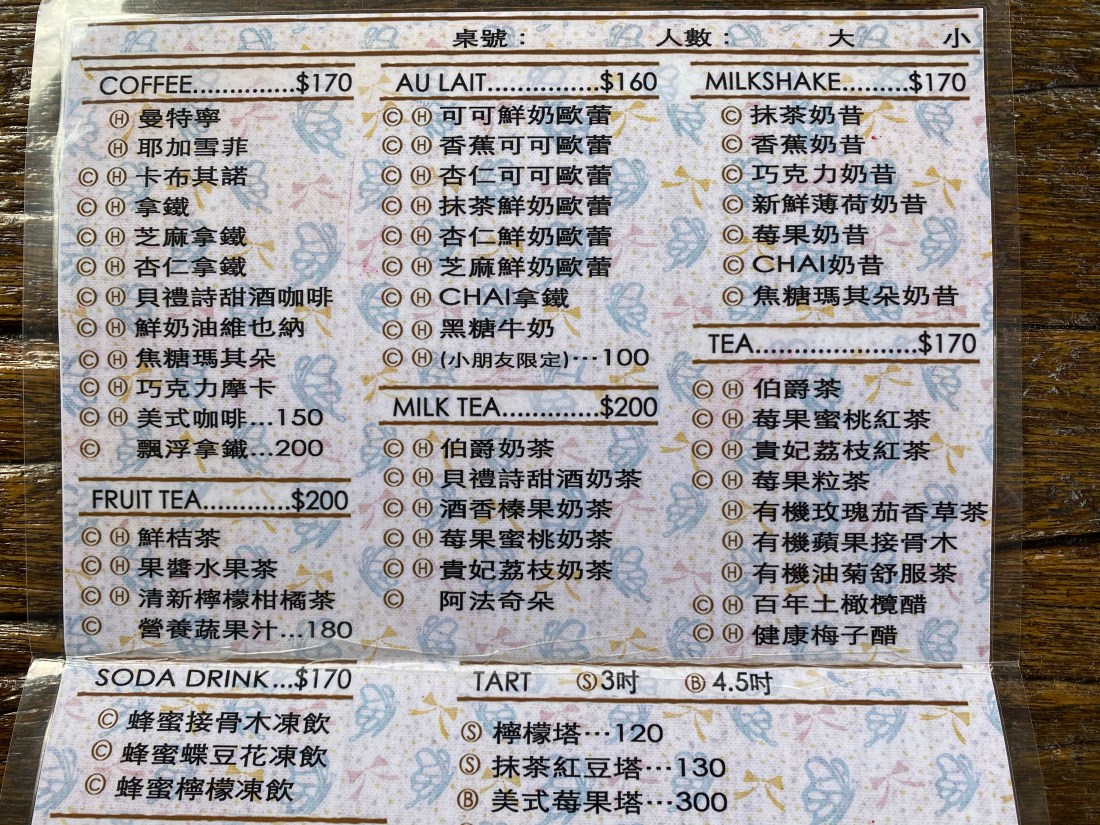 桌號： 人數： 大 小
COFFEE..............$170
Ⓗ 曼特寧
Ⓗ 耶加雪菲
Ⓒ Ⓗ 卡布其諾
Ⓒ Ⓗ 拿鐵
Ⓒ Ⓗ 芝麻拿鐵
Ⓒ Ⓗ 杏仁拿鐵
Ⓒ Ⓗ 貝禮詩甜酒咖啡
Ⓒ Ⓗ 鮮奶油維也納
Ⓒ Ⓗ 焦糖瑪其朵
Ⓒ Ⓗ 巧克力摩卡
Ⓒ Ⓗ 美式咖啡...150
Ⓒ 飄浮拿鐵...200
FRUIT TEA............$200
Ⓒ Ⓗ 鮮桔茶
Ⓒ Ⓗ 果醬水果茶
Ⓒ Ⓗ 清新檸檬柑橘茶
Ⓒ 營養蔬果汁...180
AU LAIT...............$160
Ⓒ Ⓗ 可可鮮奶歐蕾
Ⓒ Ⓗ 香蕉可可歐蕾
Ⓒ Ⓗ 杏仁可可歐蕾
Ⓒ Ⓗ 抹茶鮮奶歐蕾
Ⓒ Ⓗ 杏仁鮮奶歐蕾
Ⓒ Ⓗ 芝麻鮮奶歐蕾
Ⓒ Ⓗ CHAI拿鐵
Ⓒ Ⓗ 黑糖牛奶
Ⓒ Ⓗ (小朋友限定)···100
MILK TEA.............$200
Ⓒ Ⓗ 伯爵奶茶
Ⓒ Ⓗ 貝禮詩甜酒奶茶
Ⓒ Ⓗ 酒香榛果奶茶
Ⓒ Ⓗ 莓果蜜桃奶茶
Ⓒ Ⓗ 貴妃荔枝奶茶
Ⓒ 阿法奇朵
MILKSHAKE.........$170
Ⓒ 抹茶奶昔
Ⓒ 香蕉奶昔
Ⓒ 巧克力奶昔
Ⓒ 新鮮薄荷奶昔
Ⓒ 莓果奶昔
Ⓒ CHAI奶昔
Ⓒ 焦糖瑪其朵奶昔
TEA......................$170
Ⓒ Ⓗ 伯爵茶
Ⓒ Ⓗ 莓果蜜桃紅茶
Ⓒ Ⓗ 貴妃荔枝紅茶
Ⓒ Ⓗ 莓果粒茶
Ⓗ 有機玫瑰茄香草茶
Ⓗ 有機蘋果接骨木
Ⓗ 有機油菊舒服茶
Ⓒ Ⓗ 百年土橄欖醋
Ⓒ Ⓗ 健康梅子醋
SODA DRINK...$170
Ⓒ 蜂蜜接骨木凍飲
Ⓒ 蜂蜜蝶豆花凍飲
Ⓒ 蜂蜜檸檬凍飲
TART Ⓢ3吋 Ⓑ 4.5吋
Ⓢ 檸檬塔···120
Ⓢ 抹茶紅豆塔···130
Ⓑ 美式莓果塔···300